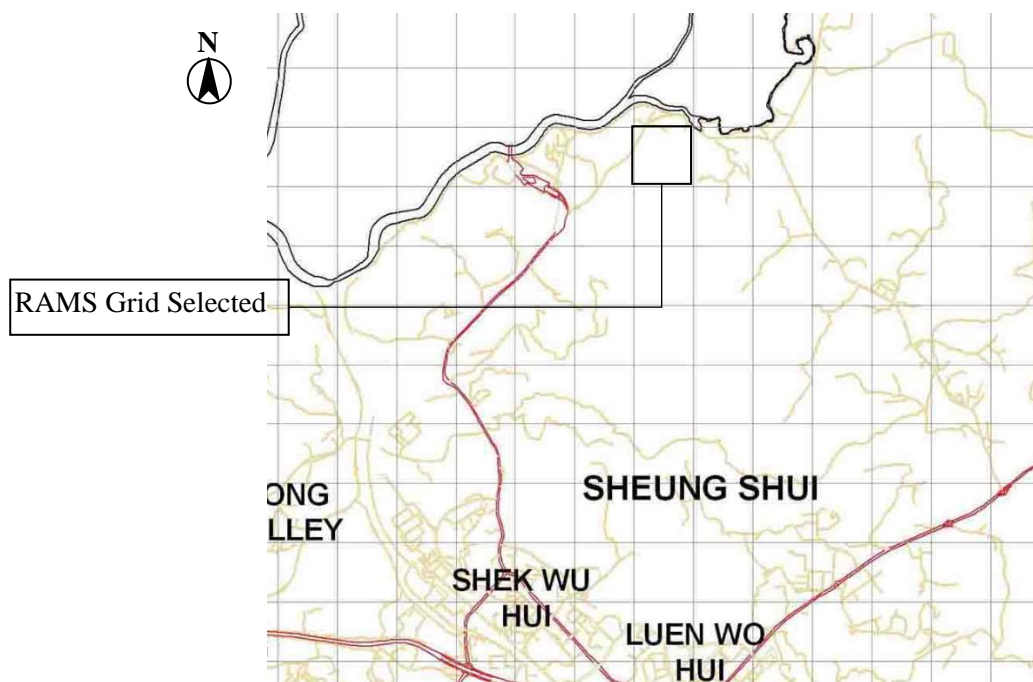 N
RAMS Grid Selected
ONG
LLEY
SHEUNG SHUI
SHEK WU
HUI
LUEN WO
HUI